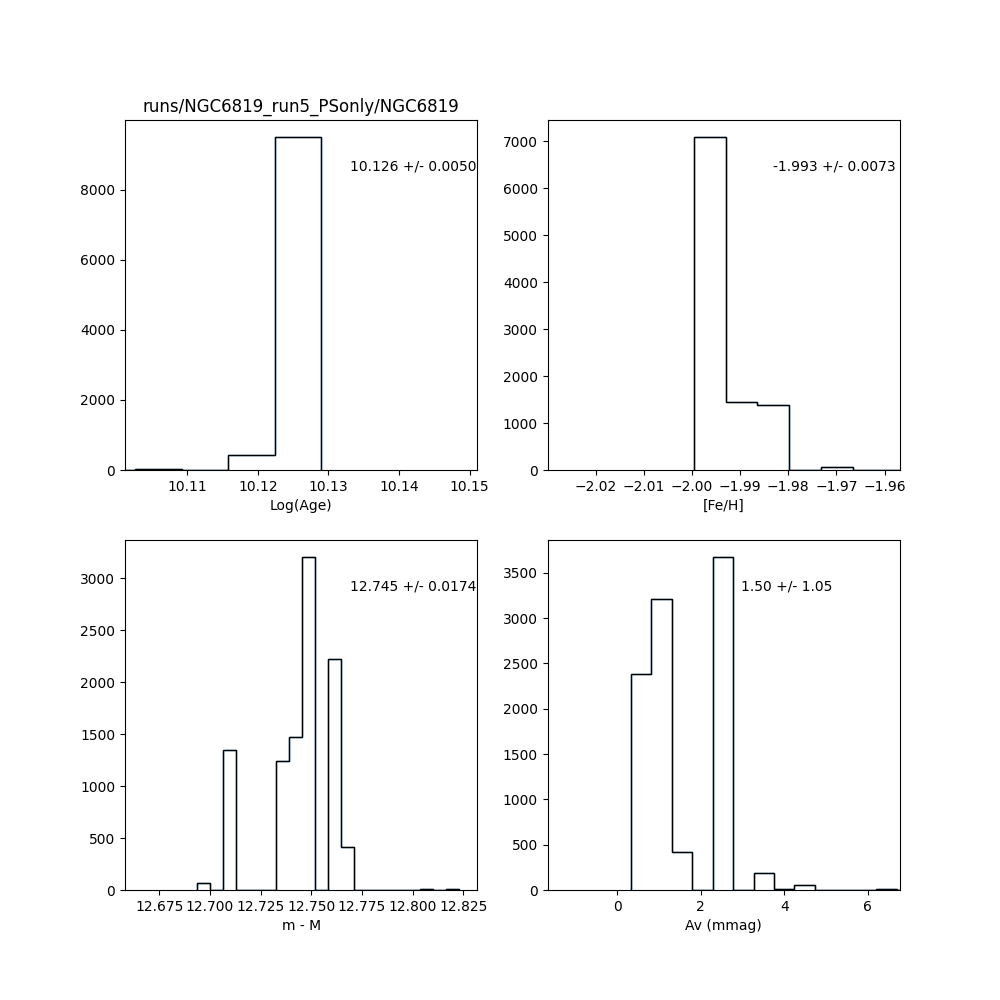 runs/NGC6819_run5_PSonly/NGC6819
10.126 +/- 0.0050
8000
6000
4000
2000
0
10.11 10.12 10.13 10.14 10.15
Log(Age)
-1.993 +/- 0.0073
7000
6000
5000
4000
3000
2000
1000
0
−2.02 −2.01 −2.00 −1.99 −1.98 −1.97 −1.96
[Fe/H]
12.745 +/- 0.0174
3000
2500
2000
1500
1000
500
0
12.675 12.700 12.725 12.750 12.775 12.800 12.825
m - M
1.50 +/- 1.05
3500
3000
2500
2000
1500
1000
500
0
0 2 4 6
Av (mmag)